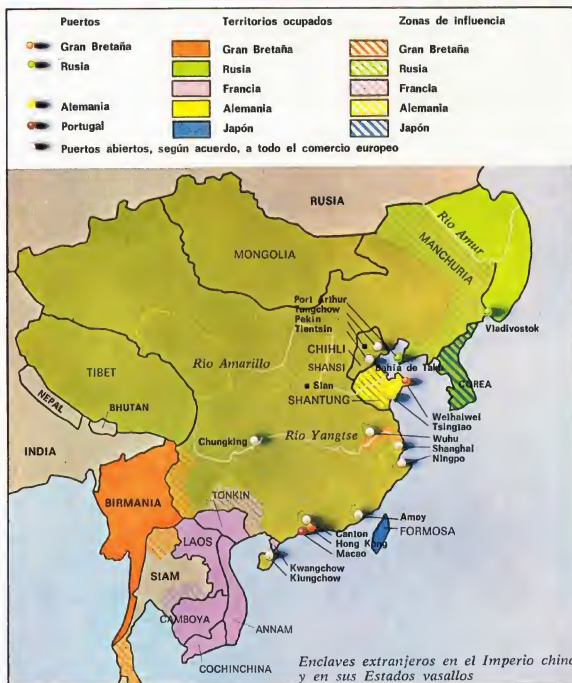 Puertos
Gran Bretaña
Rusia
Alemania
Portugal
Puertos abiertos, según acuerdo, a todo el comercio europeo
Territorios ocupados
Gran Bretaña
Rusia
Francia
Alemania
Japón
Zonas de influencia
Gran Bretaña
Rusia
Francia
Alemania
Japón
RUSIA
MONGOLIA
Río Amur
MANCHURIA
Port Arthur
Tungchow
Pekín
Tientsin
Vladivostok
CHIHLI
SHANSI
Bahía de Taku
COREA
Río Amarillo
TIBET
Sian
SHANTUNG
NEPAL
BHUTAN
Weihaiwei
Tsingtao
INDIA
Chungking
Río Yangtse
Wuhu
Shanghai
Ningpo
BIRMANIA
TONKIN
Amoy
FORMOSA
LAOS
Canton
Hong Kong
Macao
SIAM
Kwangchow
Kiungchow
CAMBOYA
ANNAM
COCHINCHINA
Enclaves extranjeros en el Imperio chino
y en sus Estados vasallos